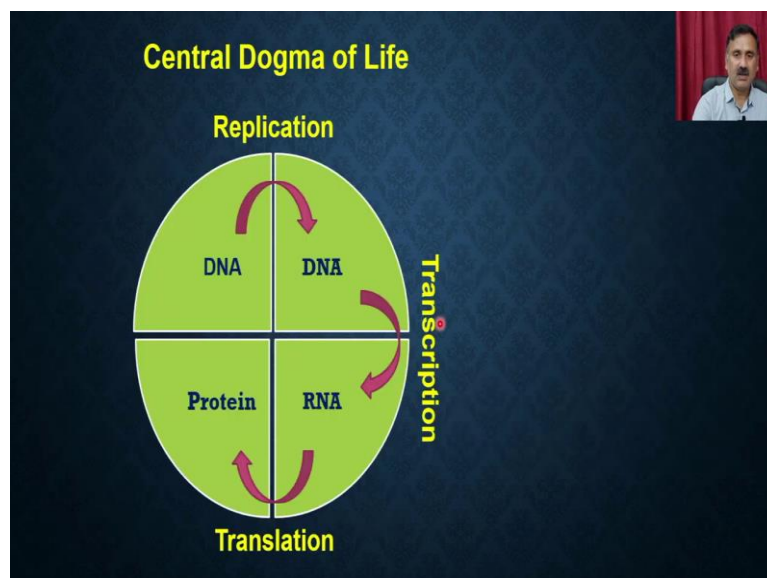 Central Dogma of Life
Replication
DNA
DNA
Transcription
Protein
RNA
Translation